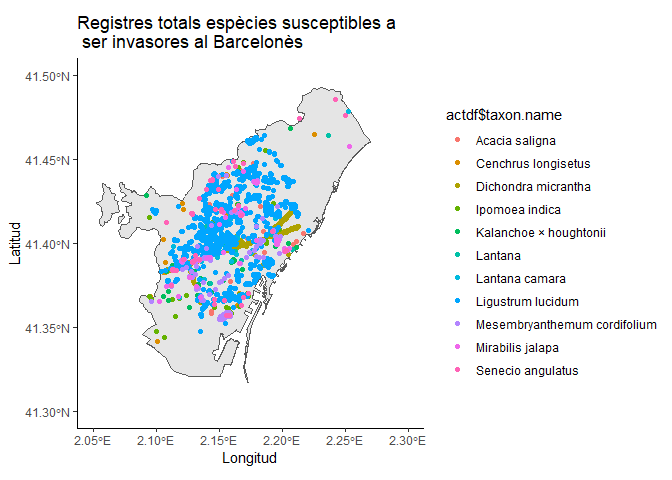 Registres totals espècies susceptibles a
ser invasores al Barcelonès
41.50°N
41.45°N
41.40°N
41.35°N
41.30°N
Latitud
2.05°E 2.10°E 2.15°E 2.20°E 2.25°E 2.30°E
Longitud
actdf$taxon.name
Acacia saligna
Cenchrus longisetus
Dichondra micrantha
Ipomoea indica
Kalanchoe × houghtonii
Lantana
Lantana camara
Ligustrum lucidum
Mesembryanthemum cordifolium
Mirabilis jalapa
Senecio angulatus